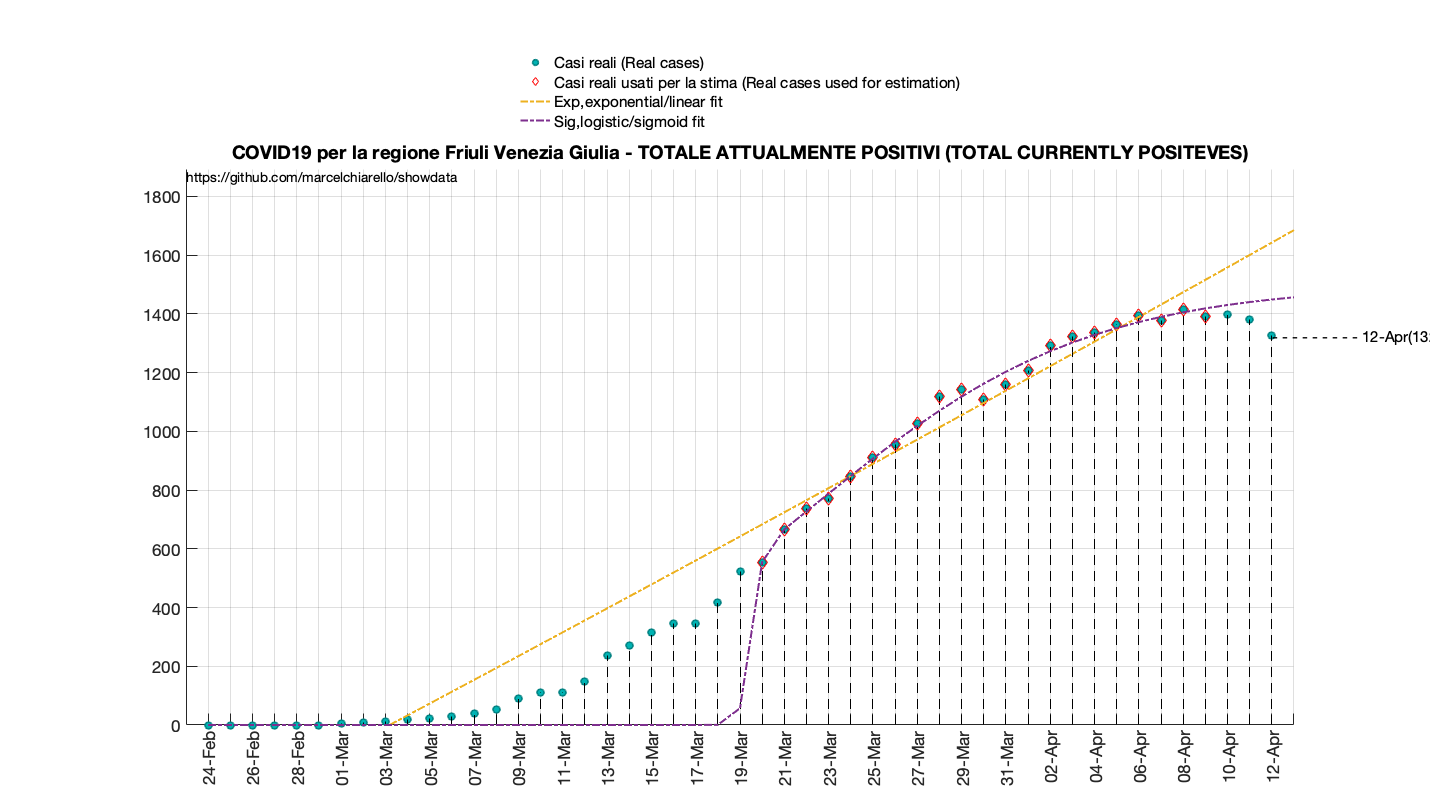 Casi reali (Real cases)
Casi reali usati per la stima (Real cases used for estimation)
Exp,exponential/linear fit
Sig,logistic/sigmoid fit
COVID19 per la regione Friuli Venezia Giulia - TOTALE ATTUALMENTE POSITIVI (TOTAL CURRENTLY POSITEVES)
https://github.com/marcelchiarello/showdata
1800
1600
1400
1200
1000
800
600
400
200
0
12-Apr(13
24-Feb
26-Feb
28-Feb
01-Mar
03-Mar
05-Mar
07-Mar
09-Mar
11-Mar
13-Mar
15-Mar
17-Mar
19-Mar
21-Mar
23-Mar
25-Mar
27-Mar
29-Mar
31-Mar
02-Apr
04-Apr
06-Apr
08-Apr
10-Apr
12-Apr